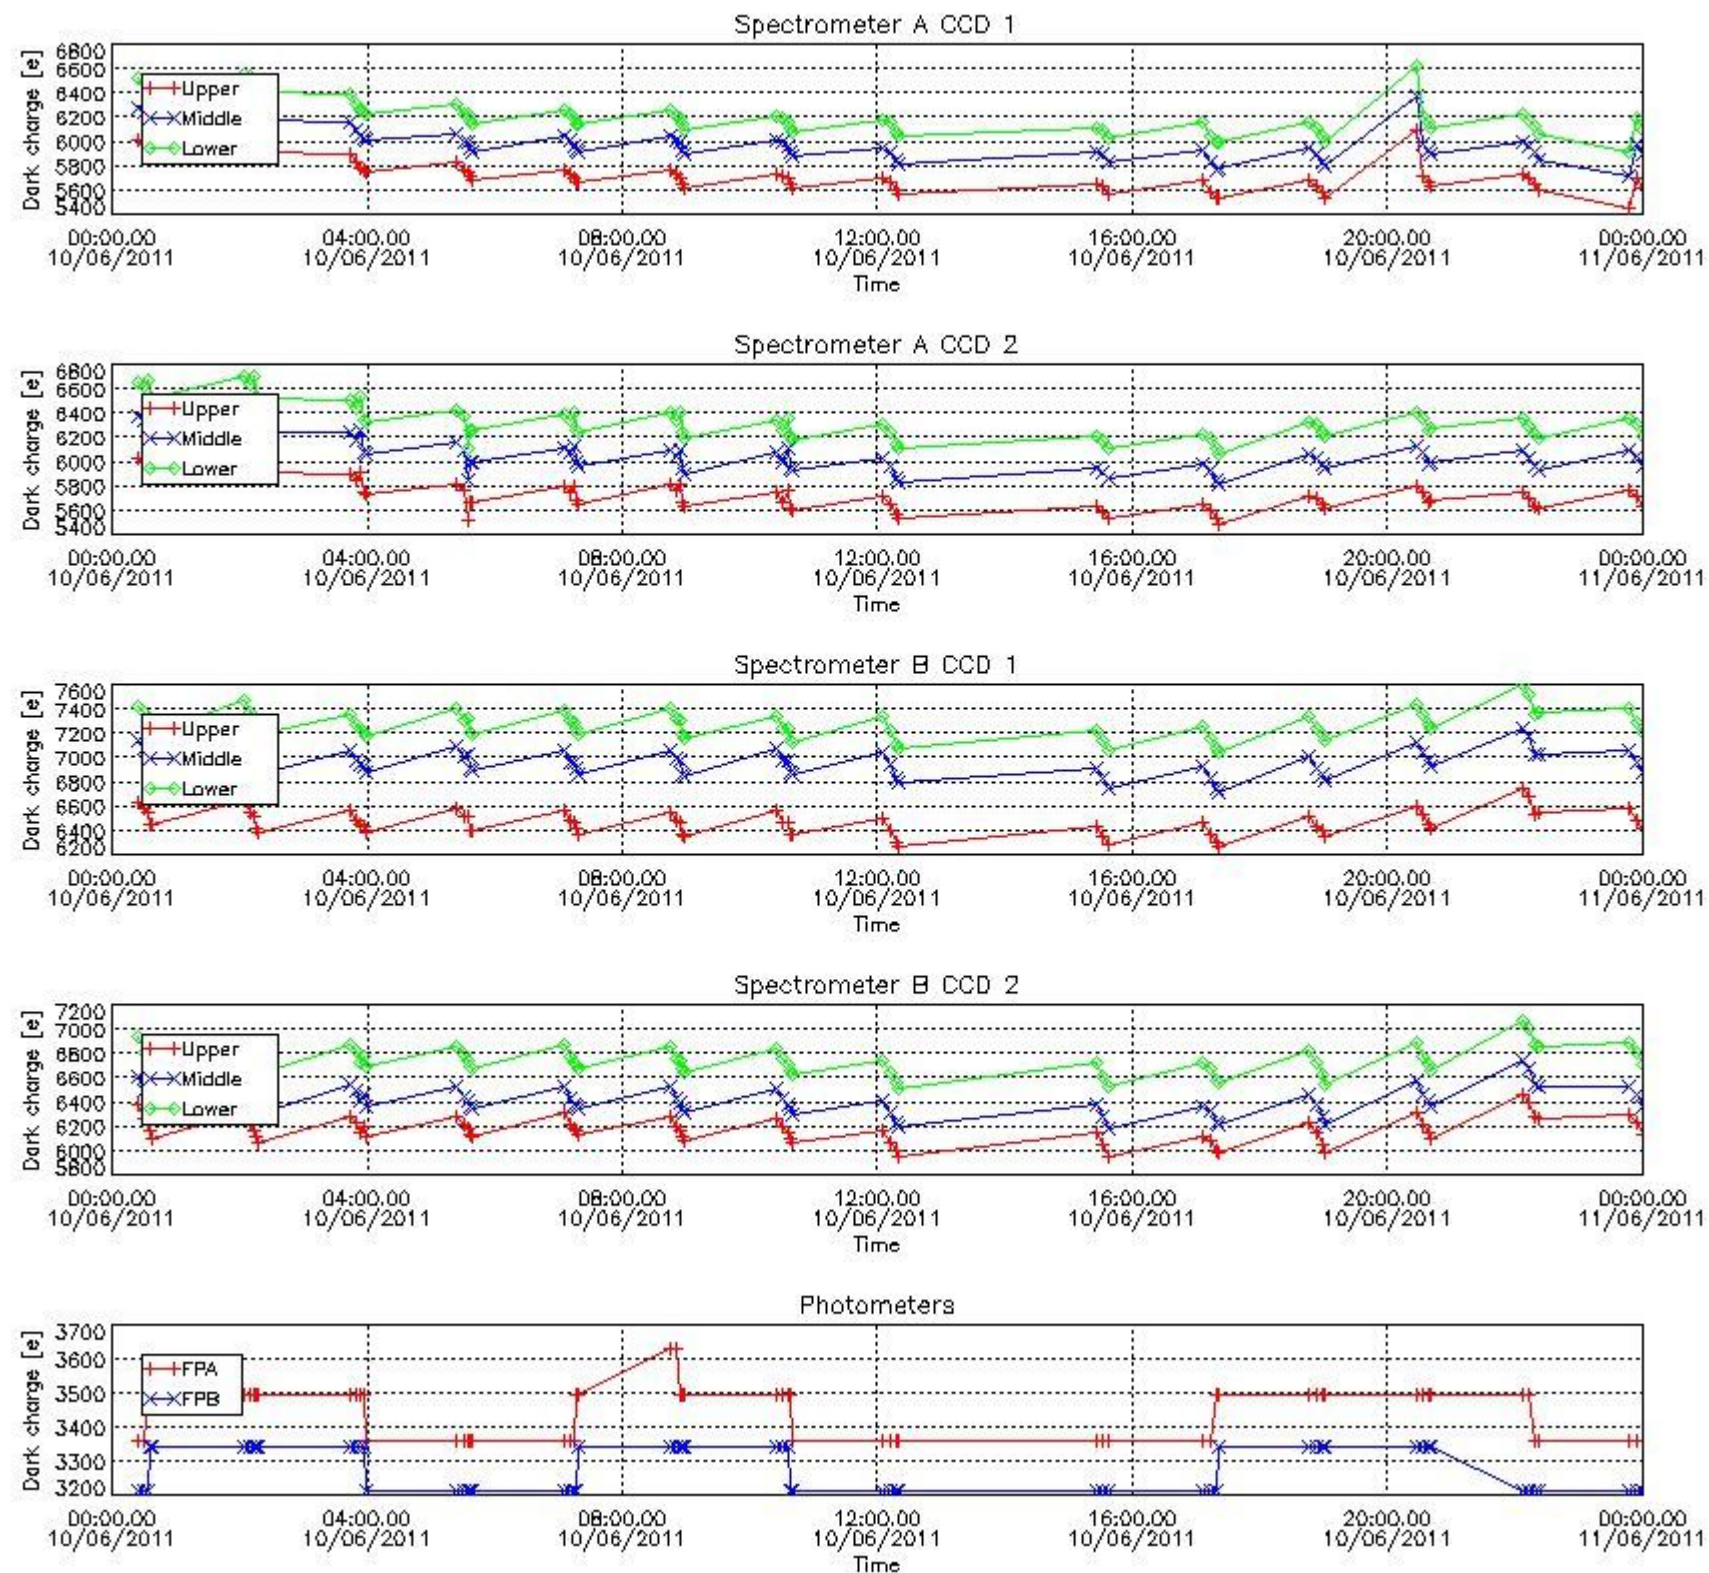 Spectrometer A CCD 1
Dark charge [e]
6800
6600
6400
6200
6000
5800
5600
5400
Upper
Middle
Lower
00:00.00 04:00.00 08:00.00 12:00.00 16:00.00 20:00.00 00:00.00
10/06/2011 10/06/2011 10/06/2011 10/06/2011 10/06/2011 10/06/2011 11/06/2011
Time
Spectrometer A CCD 2
Dark charge [e]
6800
6600
6400
6200
6000
5800
5600
5400
Upper
Middle
Lower
00:00.00 04:00.00 08:00.00 12:00.00 16:00.00 20:00.00 00:00.00
10/06/2011 10/06/2011 10/06/2011 10/06/2011 10/06/2011 10/06/2011 11/06/2011
Time
Spectrometer B CCD 1
Dark charge [e]
7600
7400
7200
7000
6800
6600
6400
6200
Upper
Middle
Lower
00:00.00 04:00.00 08:00.00 12:00.00 16:00.00 20:00.00 00:00.00
10/06/2011 10/06/2011 10/06/2011 10/06/2011 10/06/2011 10/06/2011 11/06/2011
Time
Spectrometer B CCD 2
Dark charge [e]
7200
7000
6800
6600
6400
6200
6000
5800
Upper
Middle
Lower
00:00.00 04:00.00 08:00.00 12:00.00 16:00.00 20:00.00 00:00.00
10/06/2011 10/06/2011 10/06/2011 10/06/2011 10/06/2011 10/06/2011 11/06/2011
Time
Photometers
Dark charge [e]
3700
3600
3500
3400
3300
3200
FPA
FPB
00:00.00 04:00.00 08:00.00 12:00.00 16:00.00 20:00.00 00:00.00
10/06/2011 10/06/2011 10/06/2011 10/06/2011 10/06/2011 10/06/2011 11/06/2011
Time